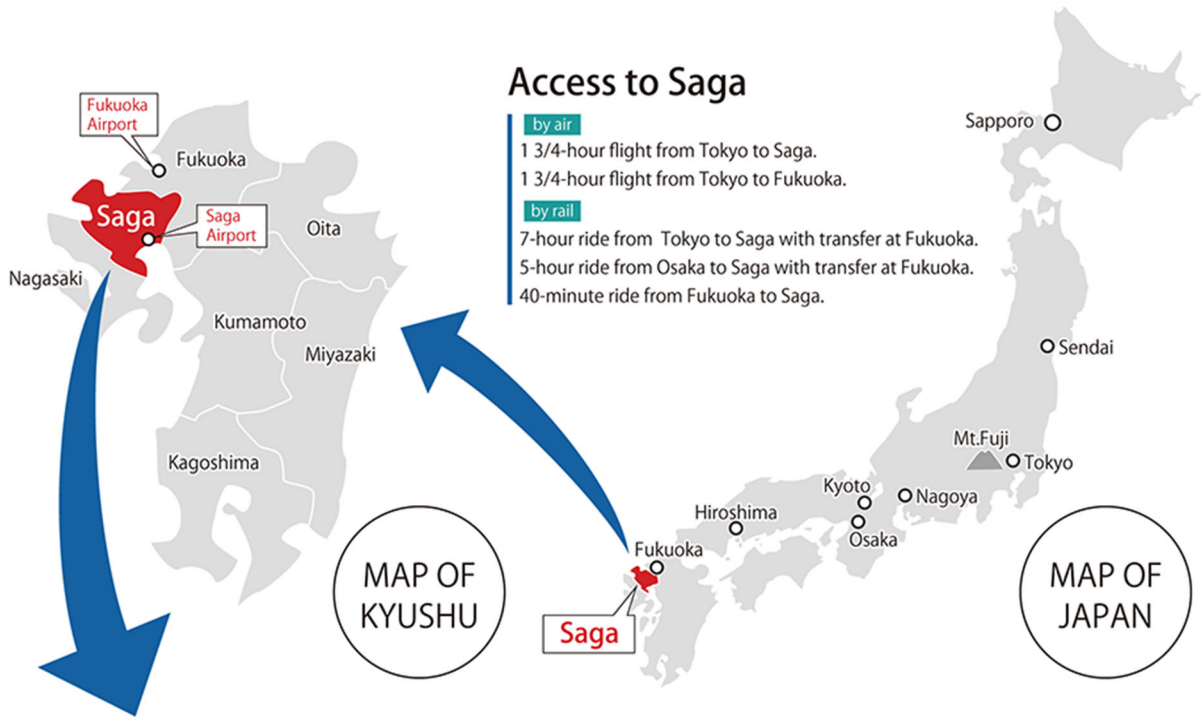 Access to Saga
by air
1 3/4-hour flight from Tokyo to Saga.
1 3/4-hour flight from Tokyo to Fukuoka.
by rail
7-hour ride from Tokyo to Saga with transfer at Fukuoka.
5-hour ride from Osaka to Saga with transfer at Fukuoka.
40-minute ride from Fukuoka to Saga.
Fukuoka
Airport
Fukuoka
Saga
Saga
Airport
Oita
Nagasaki
Kumamoto
Miyazaki
Kagoshima
MAP OF
KYUSHU
Sapporo
Sendai
Mt.Fuji
Tokyo
Kyoto
Nagoya
Hiroshima
Osaka
Fukuoka
Saga
MAP OF
JAPAN